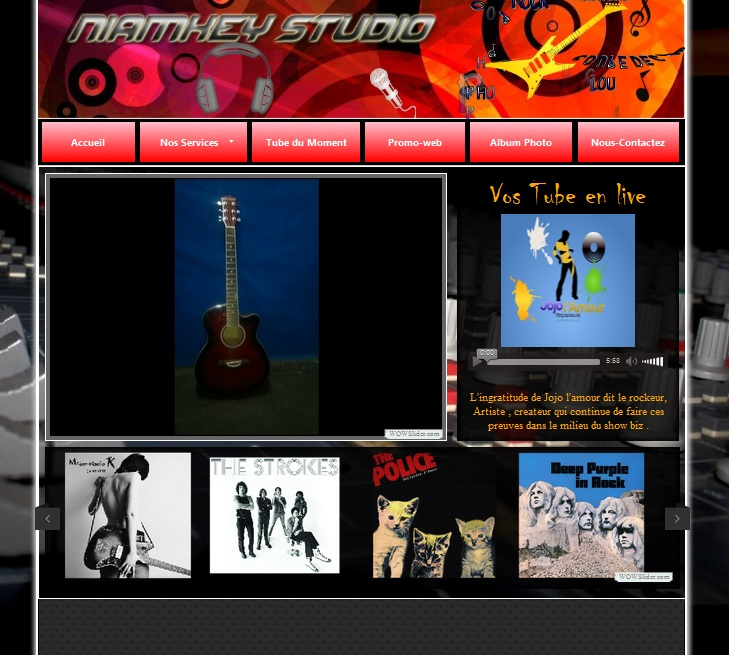 NIAMKEY STUDIO
Accueil
Nos Services
Tube du Moment
Promo-web
Album Photo
Nous-Contactez
Vos Tube en live
Jojo l'Amour
0:00
5:58
L'ingratitude de Jojo l'amour dit le rockeur,
Artiste , createur qui continue de faire ces
preuves dans le milieu du show biz .
WOWSlider.com
Mademoiselle K
THE STROKES
THE
POLICE
Deep Purple
in Rock
WOWSlider.com